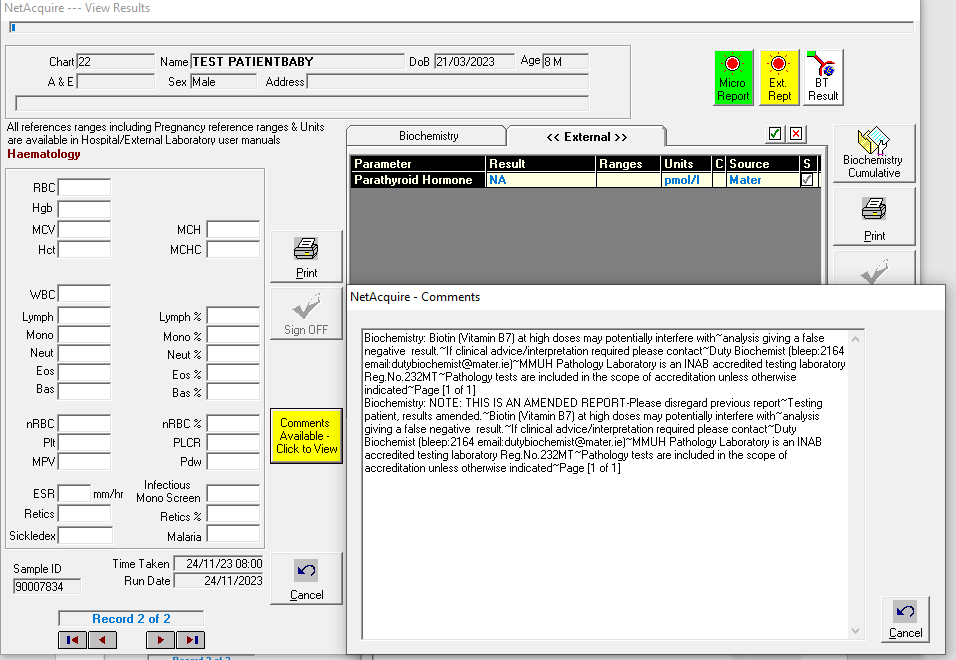 NetAcquire --- View Results
Chart 22 Name TEST PATIENTBABY DoB 21/03/2023 Age 8 M
A & E Sex Male Address
Micro Report
Ext. Rept
BT Result
All references ranges including Pregnancy reference ranges & Units
are available in Hospital/External Laboratory user manuals
Haematology
Biochemistry << External >>
Parameter Result Ranges Units C Source S
Parathyroid Hormone NA pmol/l Mater
Biochemistry
Cumulative
Print
RBC
Hgb
MCV MCH
Hct MCHC
Print
WBC
Lymph Lymph %
Mono Mono %
Neut Neut %
Eos Eos %
Bas Bas %
Sign OFF
nRBC nRBC %
Plt PLCR
MPV Pdw
Comments
Available -
Click to View
ESR mm/hr Infectious
Mono Screen
Retics Retics %
Sickledex Malaria
Sample ID
90007834
Time Taken 24/11/23 08:00
Run Date 24/11/2023
Cancel
Record 2 of 2
NetAcquire - Comments
Biochemistry: Biotin (Vitamin B7) at high doses may potentially interfere with~analysis giving a false
negative result.~If clinical advice/interpretation required please contact~Duty Biochemist (bleep:2164
email:dutybiochemist@mater.ie)~MMUH Pathology Laboratory is an INAB accredited testing laboratory
Reg.No.232MT~Pathology tests are included in the scope of accreditation unless otherwise
indicated~Page [1 of 1]
Biochemistry: NOTE: THIS IS AN AMENDED REPORT-Please disregard previous report~Testing
patient, results amended.~Biotin (Vitamin B7) at high doses may potentially interfere with~analysis
giving a false negative result.~If clinical advice/interpretation required please contact~Duty
Biochemist (bleep:2164 email:dutybiochemist@mater.ie)~MMUH Pathology Laboratory is an INAB
accredited testing laboratory Reg.No.232MT~Pathology tests are included in the scope of
accreditation unless otherwise indicated~Page [1 of 1]
Cancel